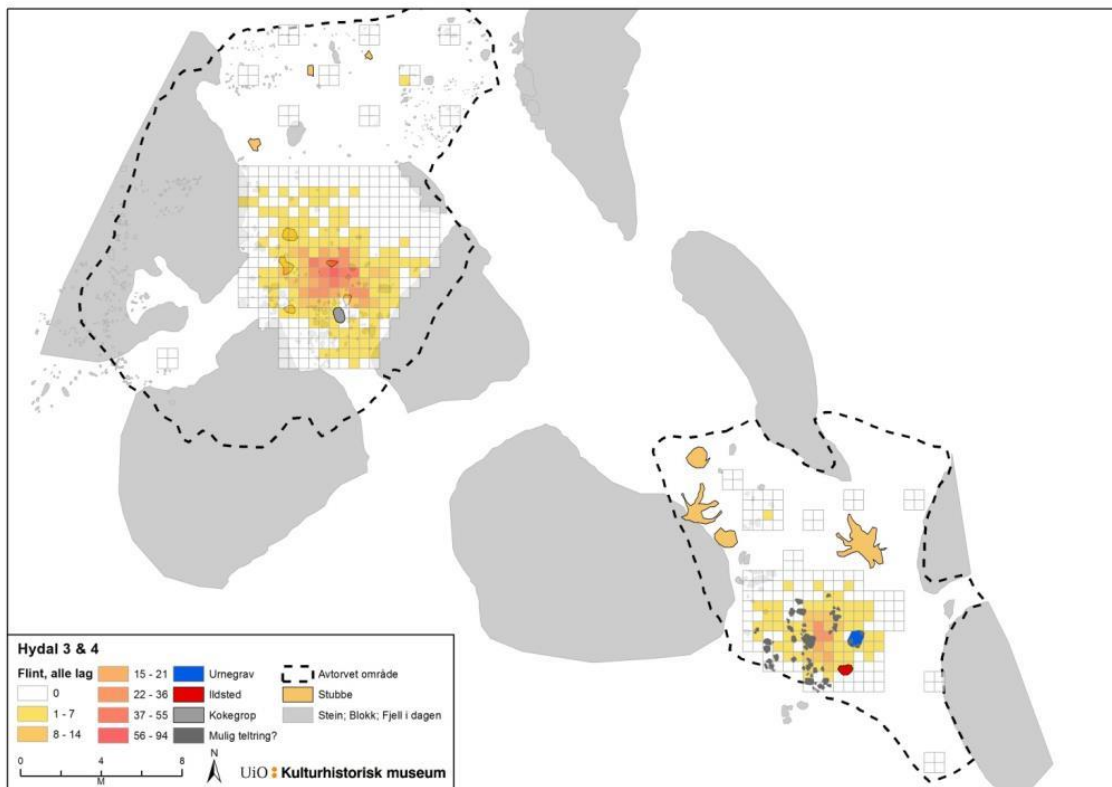 Hydal 3 & 4
Flint, alle lag
0
1 - 7
8 - 14
15 - 21
22 - 36
37 - 55
56 - 94
Urnegrav
Ildsted
Kokegrop
Mulig teltring?
Avtorvet område
Stubbe
Stein; Blokk; Fjell i dagen
0 4 8
M
N
UiO Kulturhistorisk museum